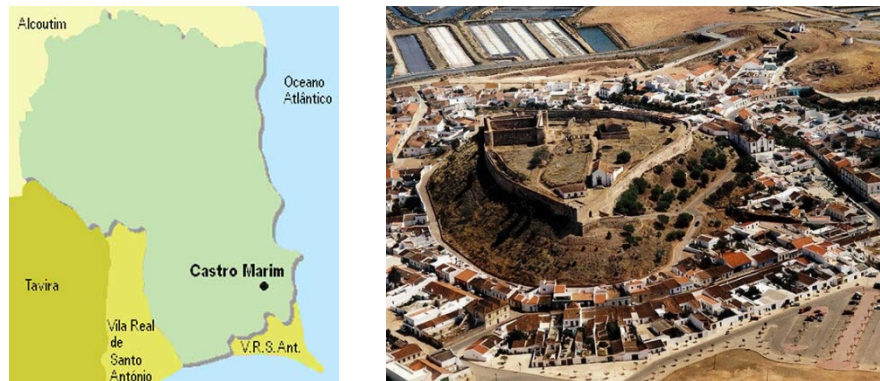 Alcoutim
Oceano
Atlântico
Castro Marim
Tavira
Vila Real
de
Santo
António
V.R.S.Ant.